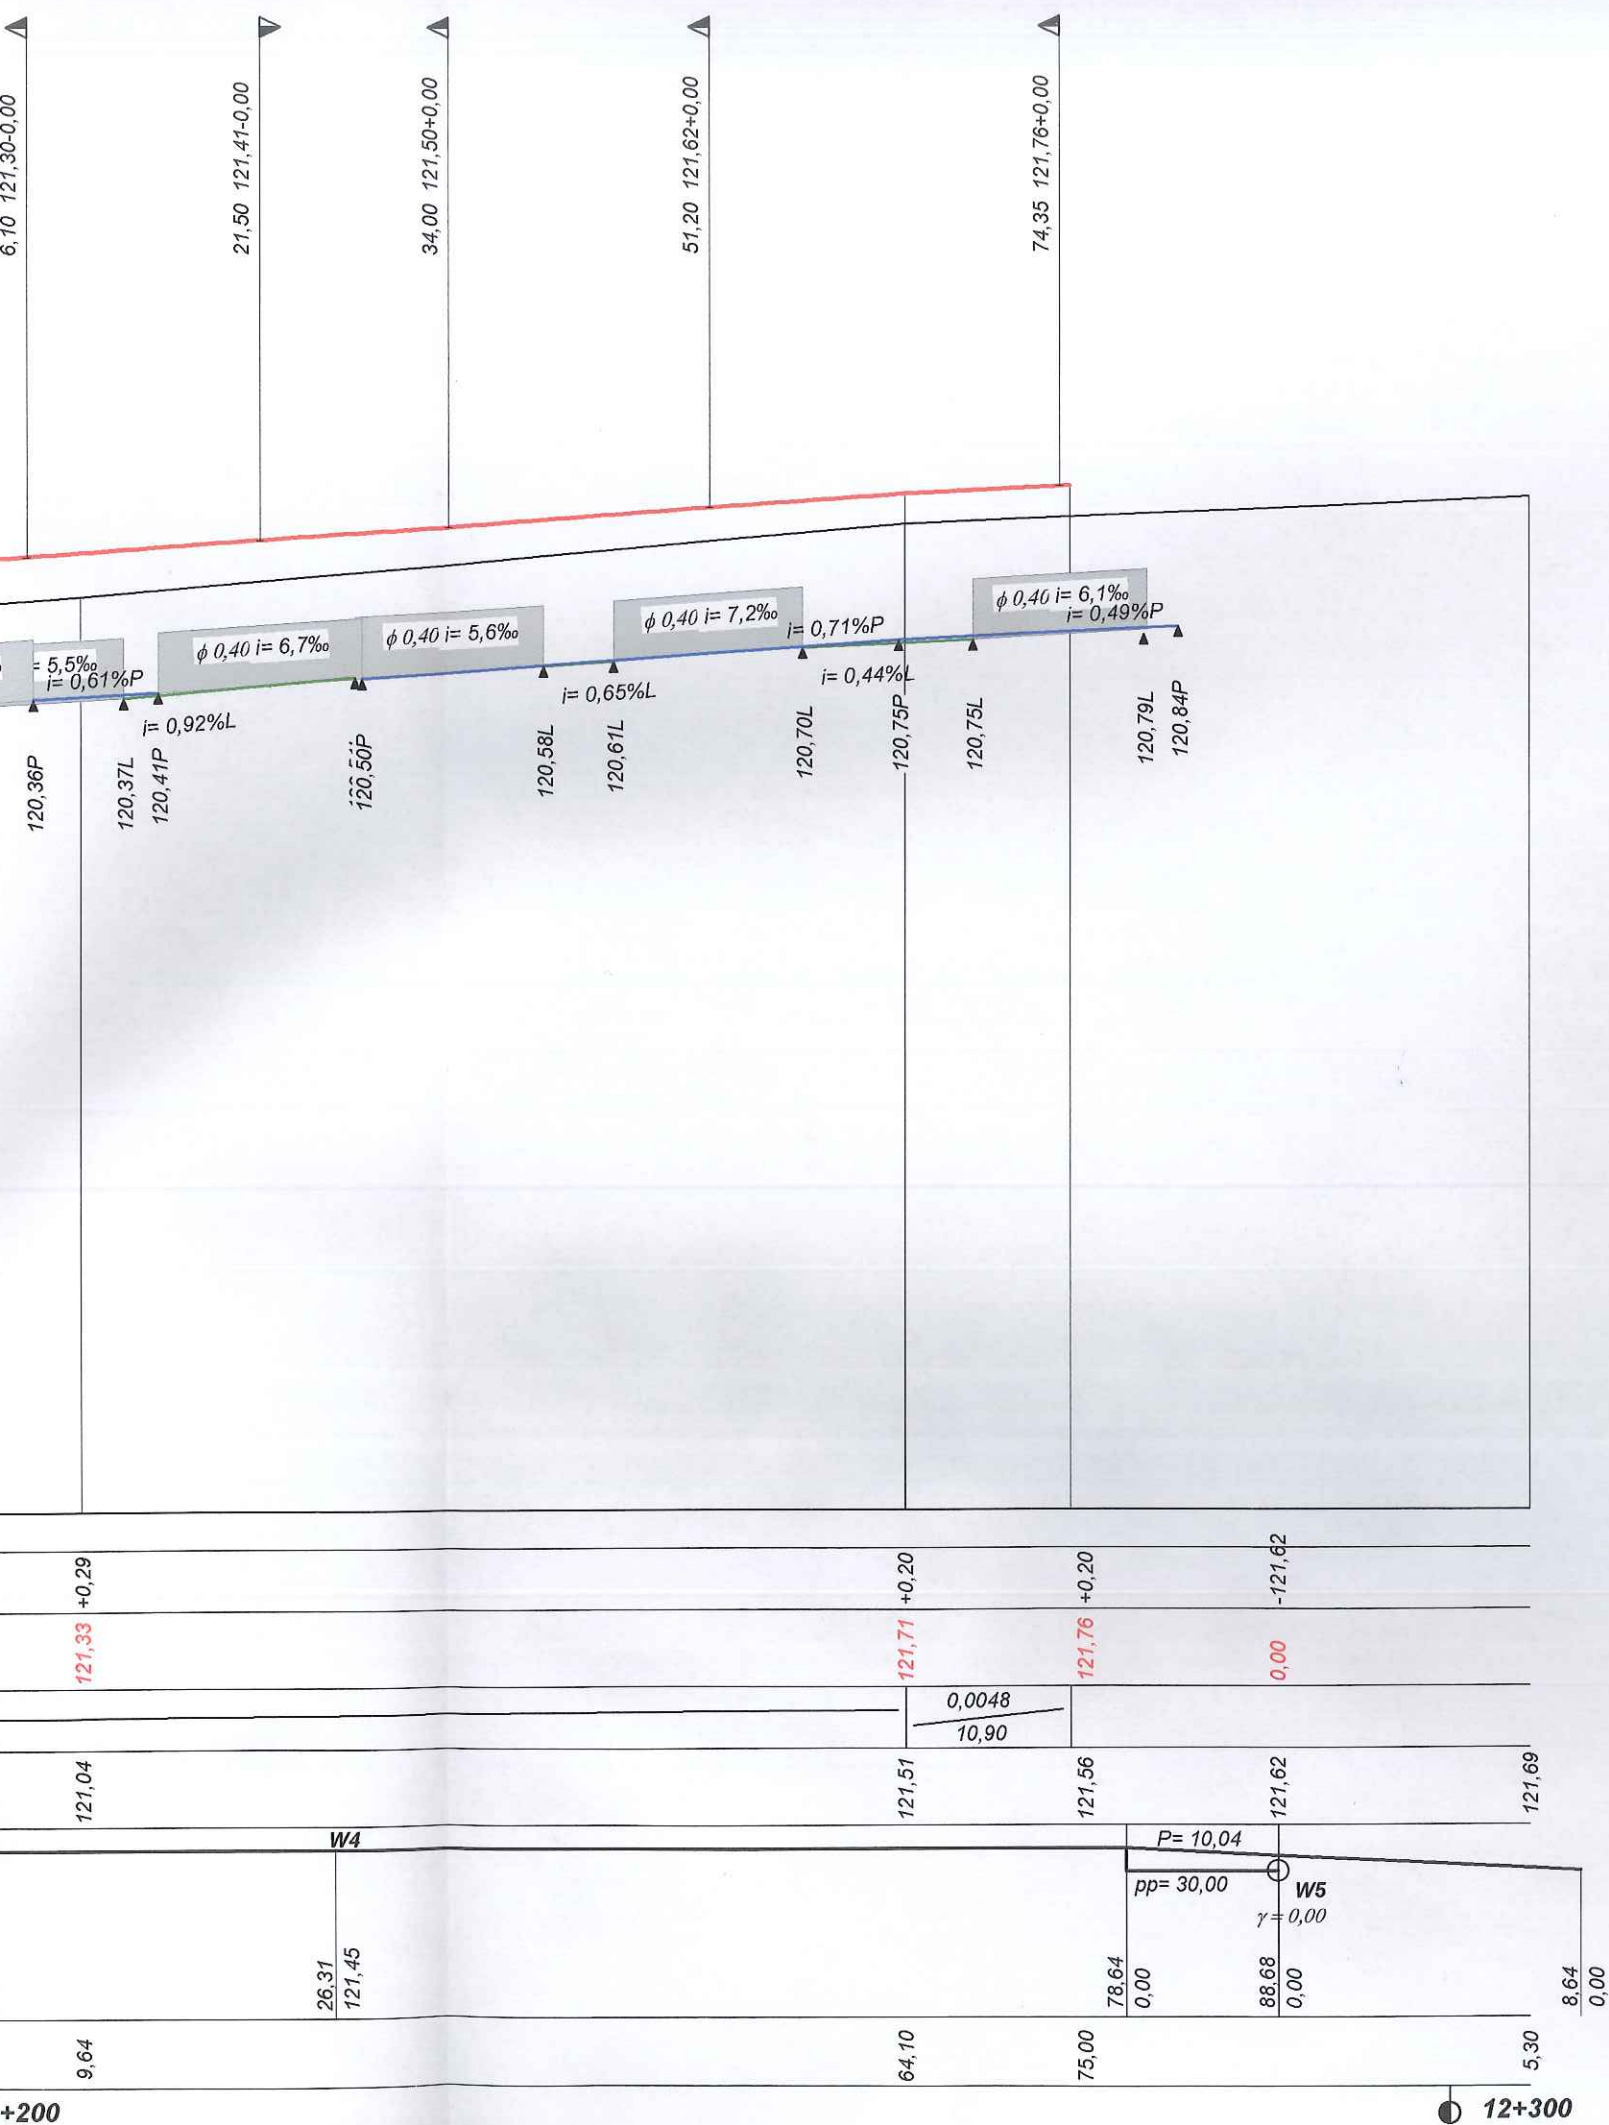 6,10 121,30-0,00
21,50 121,41-0,00
34,00 121,50+0,00
51,20 121,62+0,00
74,35 121,76+0,00
= 5,5‰
i= 0,61%P
i= 0,92%L
ϕ 0,40 i= 6,7‰
ϕ 0,40 i= 5,6‰
i= 0,65%L
ϕ 0,40 i= 7,2‰
i= 0,71%P
i= 0,44%L
ϕ 0,40 i= 6,1‰
i= 0,49%P
120,36P
120,37L
120,41P
120,50P
120,58L
120,61L
120,70L
120,75P
120,75L
120,79L
120,84P
+0,29
+0,20
+0,20
-121,62
121,33
121,71
121,76
0,00
0,0048
10,90
121,04
121,51
121,56
121,62
121,69
W4
P= 10,04
pp= 30,00
W5
γ = 0,00
26,31
121,45
78,64
0,00
88,68
0,00
8,64
0,00
9,64
64,10
75,00
5,30
+200
12+300